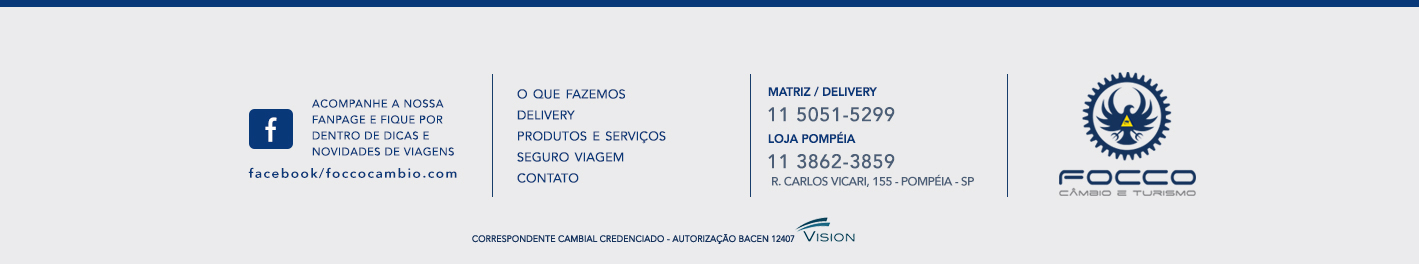 f
ACOMPANHE A NOSSA
FANPAGE E FIQUE POR
DENTRO DE DICAS E
NOVIDADES DE VIAGENS
facebook/foccocambio.com
O QUE FAZEMOS
DELIVERY
PRODUTOS E SERVIÇOS
SEGURO VIAGEM
CONTATO
MATRIZ / DELIVERY
11 5051-5299
LOJA POMPÉIA
11 3862-3859
R. CARLOS VICARI, 155 - POMPÉIA - SP
FOCCO
CÂMBIO E TURISMO
CORRESPONDENTE CAMBIAL CREDENCIADO - AUTORIZAÇÃO BACEN 12407 VISION